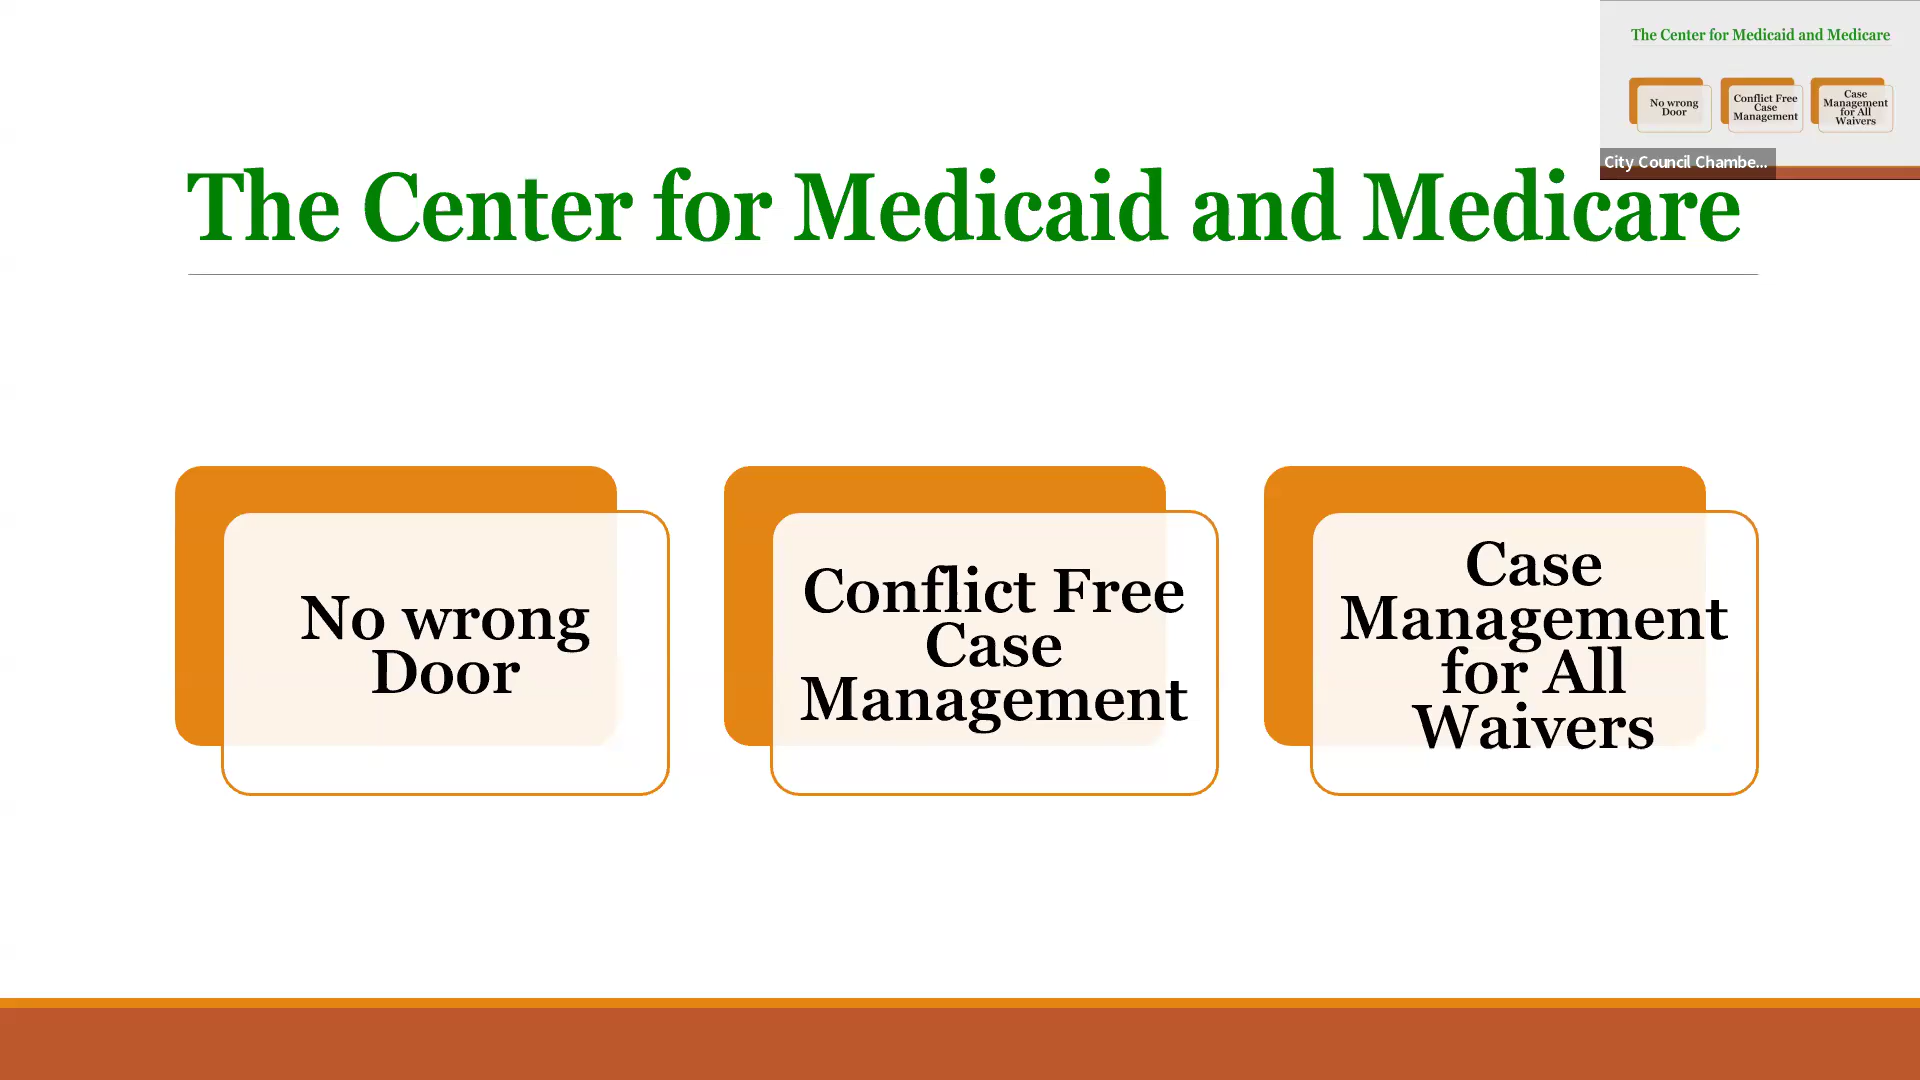 The Center for Medicaid and Medicare
No wrong
Door
Conflict Free
Case
Management
Case
Management
for All
Waivers
City Council Chambe...
The Center for Medicaid and Medicare
No wrong
Door
Conflict Free
Case
Management
Case
Management
for All
Waivers